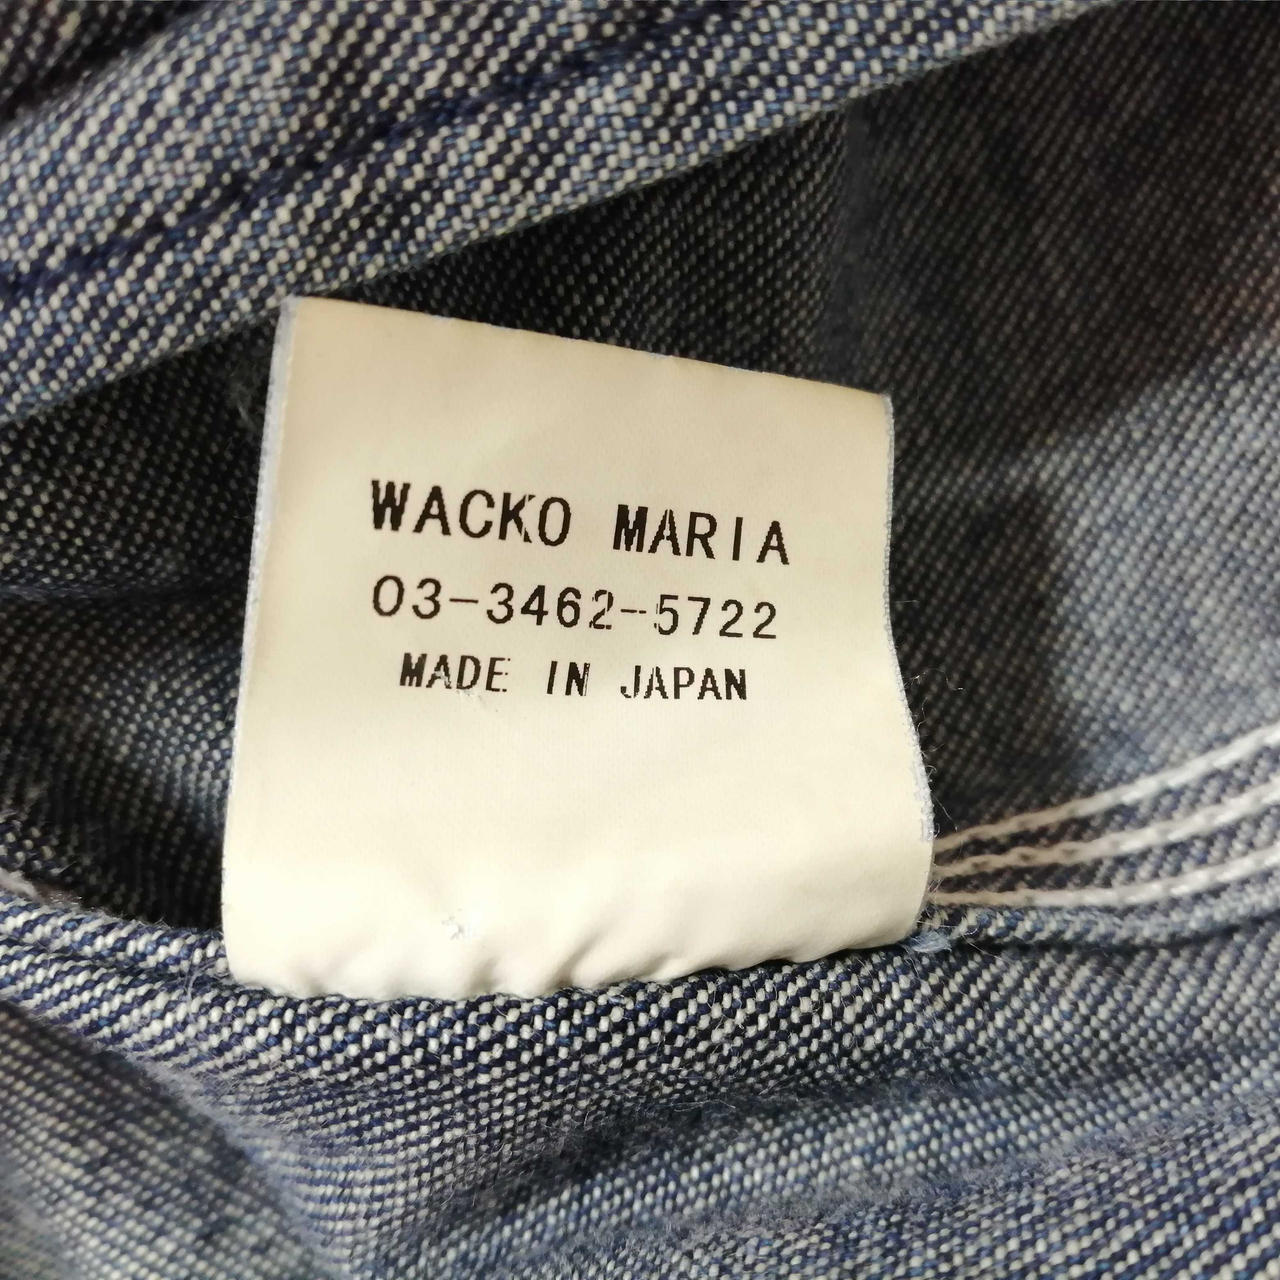 WACKO MARIA
03-3462-5722
MADE IN JAPAN